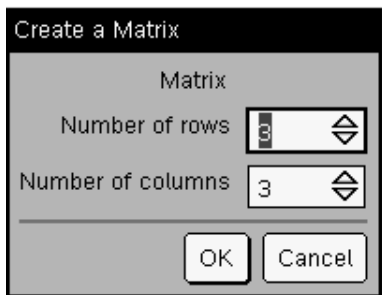 Create a Matrix
Matrix
Number of rows 3
Number of columns 3
OK Cancel